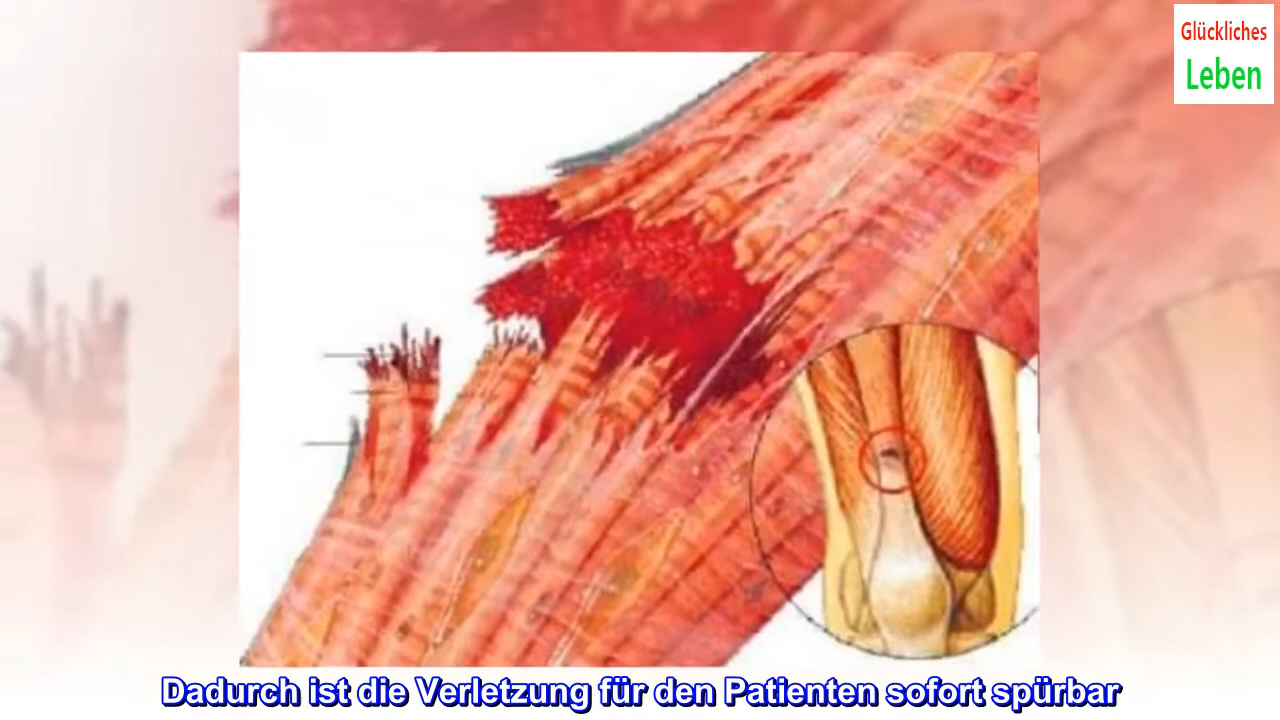 Glückliches
Leben
Dadurch ist die Verletzung für den Patienten sofort spürbar